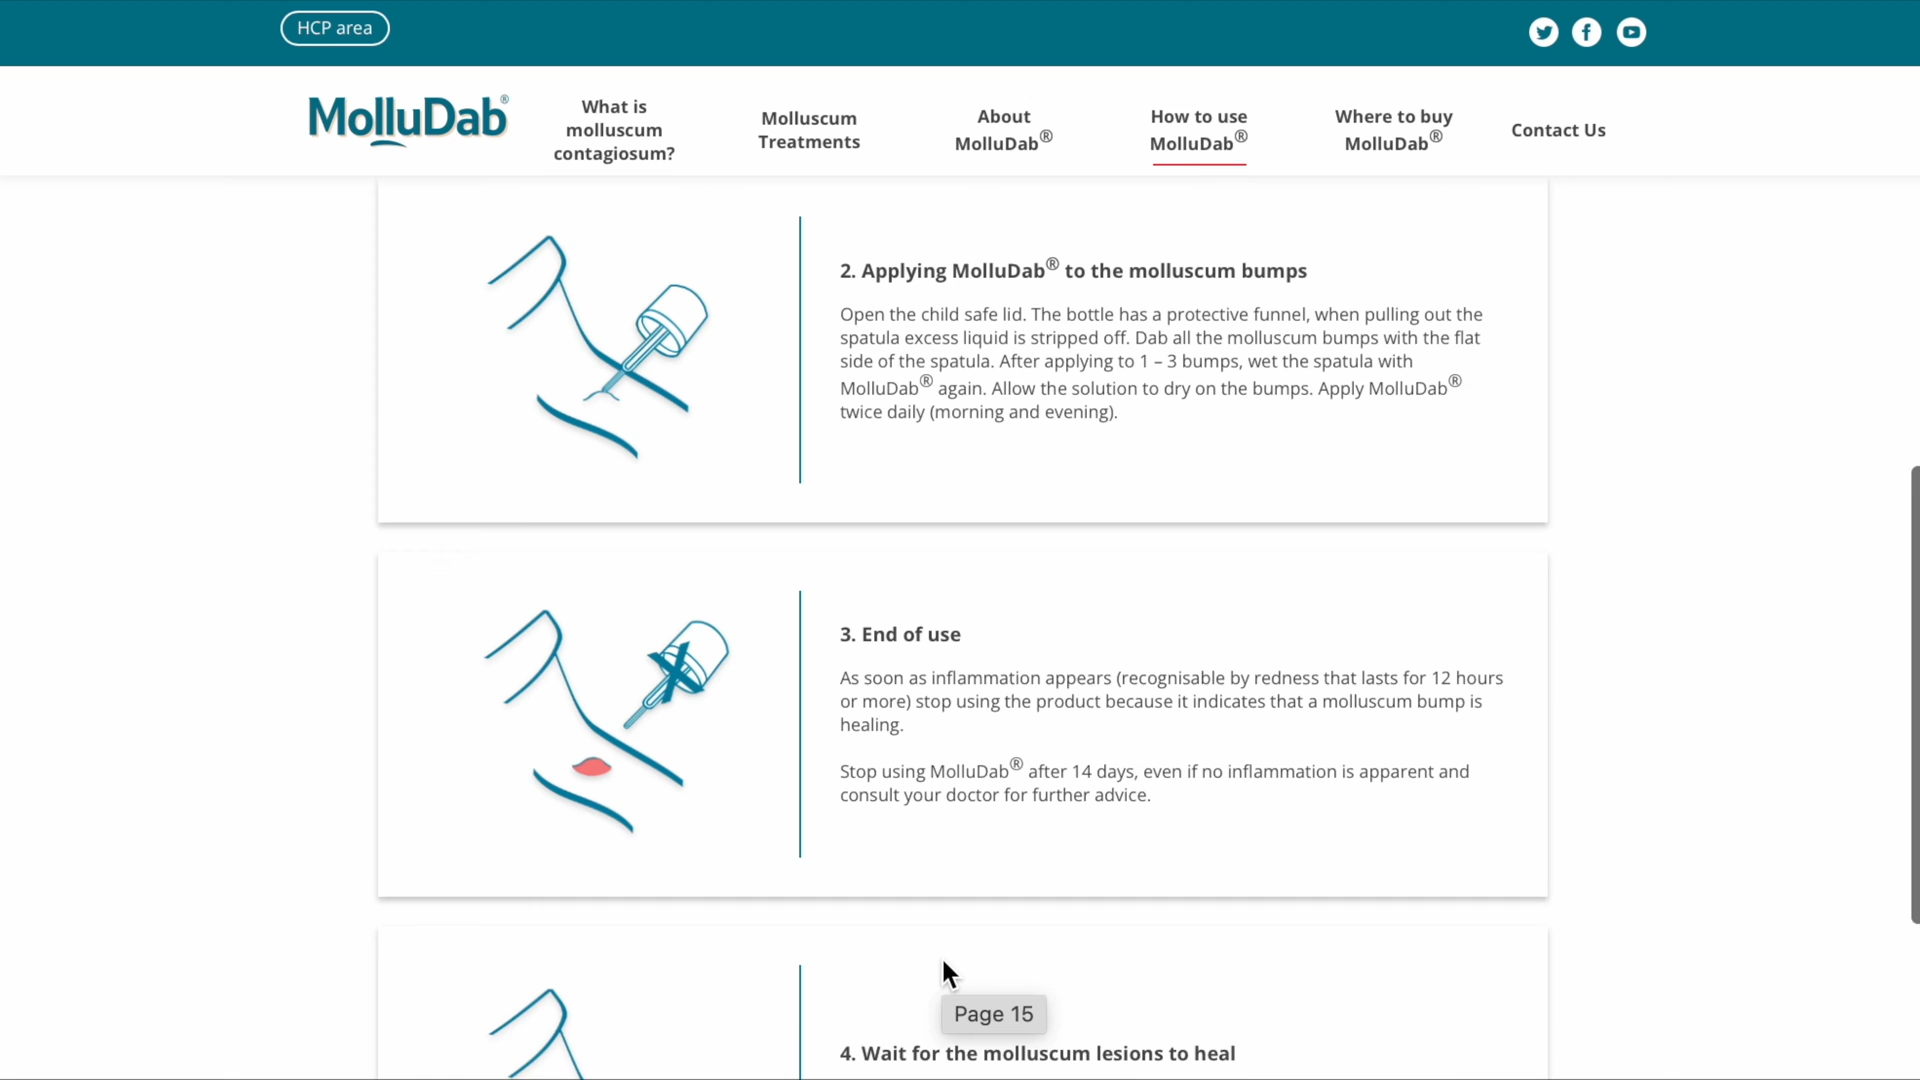 HCP area
MolluDab®
What is
molluscum
contagiosum?
Molluscum
Treatments
About
MolluDab®
How to use
MolluDab®
Where to buy
MolluDab®
Contact Us
2. Applying MolluDab® to the molluscum bumps
Open the child safe lid. The bottle has a protective funnel, when pulling out the
spatula excess liquid is stripped off. Dab all the molluscum bumps with the flat
side of the spatula. After applying to 1 – 3 bumps, wet the spatula with
MolluDab® again. Allow the solution to dry on the bumps. Apply MolluDab®
twice daily (morning and evening).
3. End of use
As soon as inflammation appears (recognisable by redness that lasts for 12 hours
or more) stop using the product because it indicates that a molluscum bump is
healing.
Stop using MolluDab® after 14 days, even if no inflammation is apparent and
consult your doctor for further advice.
Page 15
4. Wait for the molluscum lesions to heal